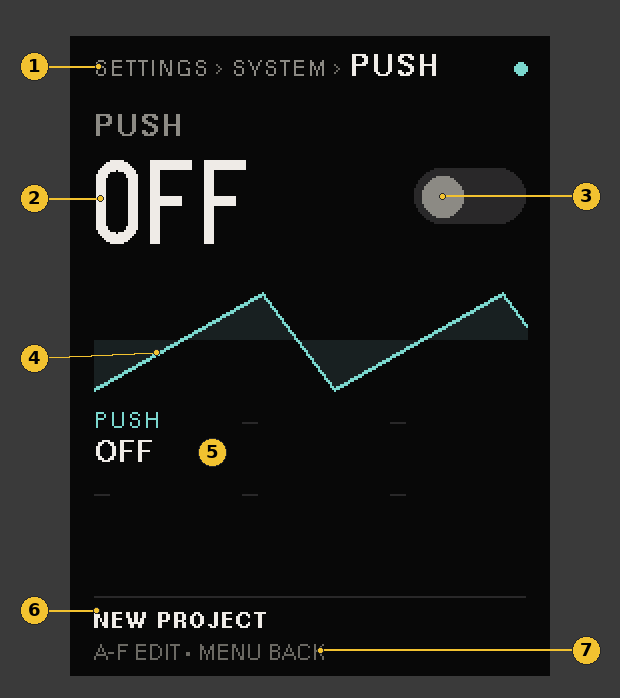 1 SETTINGS › SYSTEM › PUSH
PUSH
2 OFF 3
4
PUSH
OFF 5
6 NEW PROJECT
A-F EDIT · MENU BACK 7